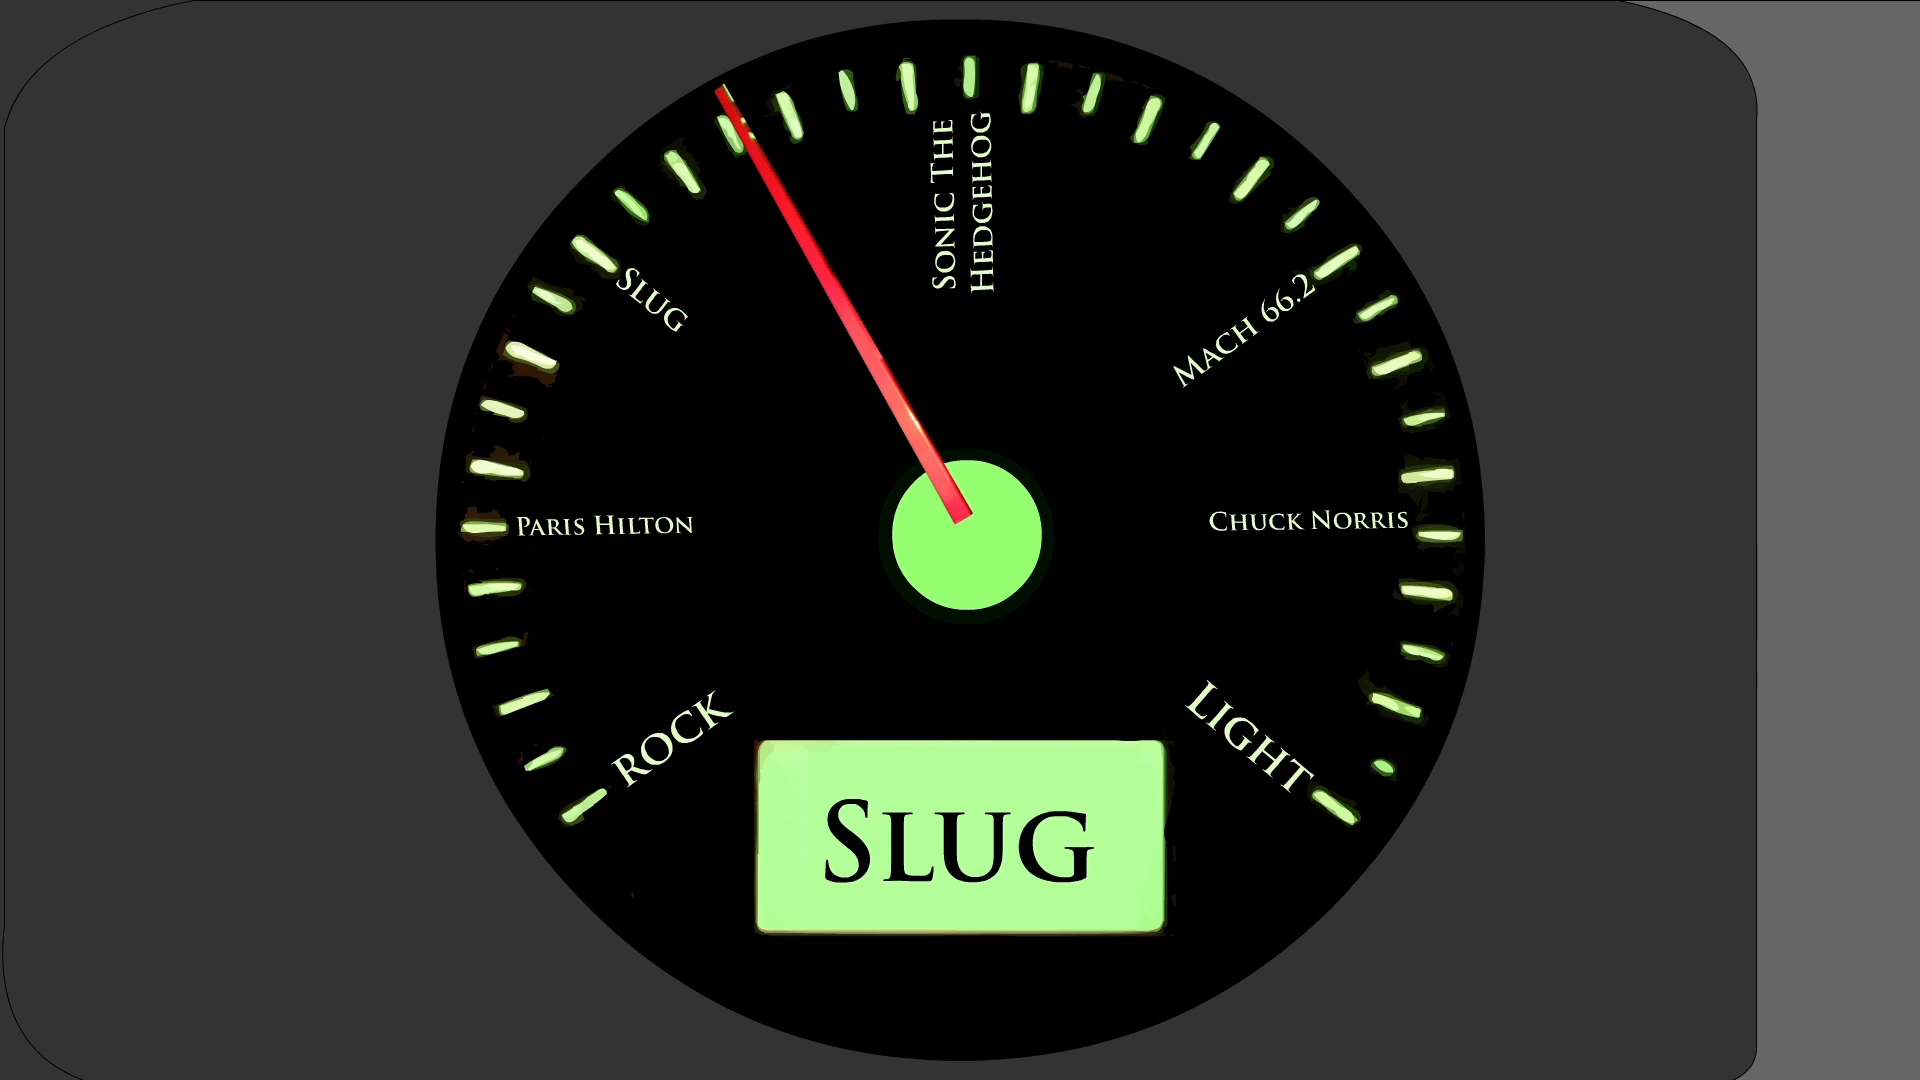 Sonic The
Hedgehog
Slug
Mach 66.2
Paris Hilton
Chuck Norris
ROCK
LIGHT
Slug